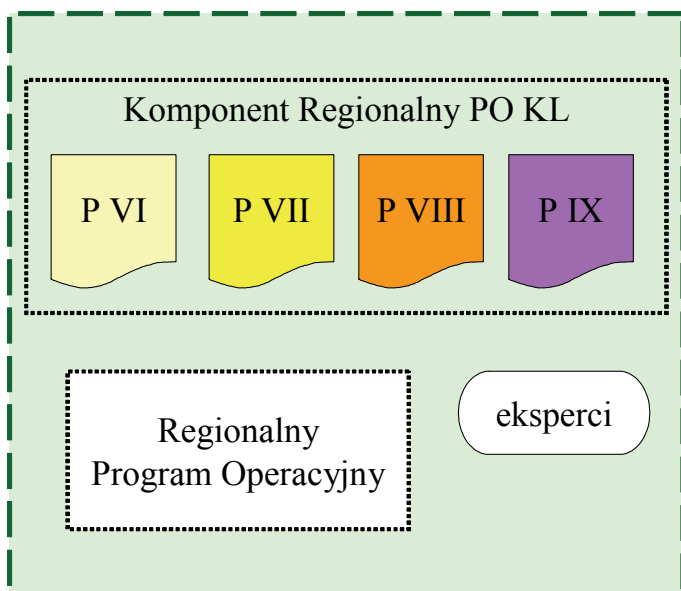 Komponent Regionalny PO KL
P VI
P VII
P VIII
P IX
Regionalny
Program Operacyjny
eksperci